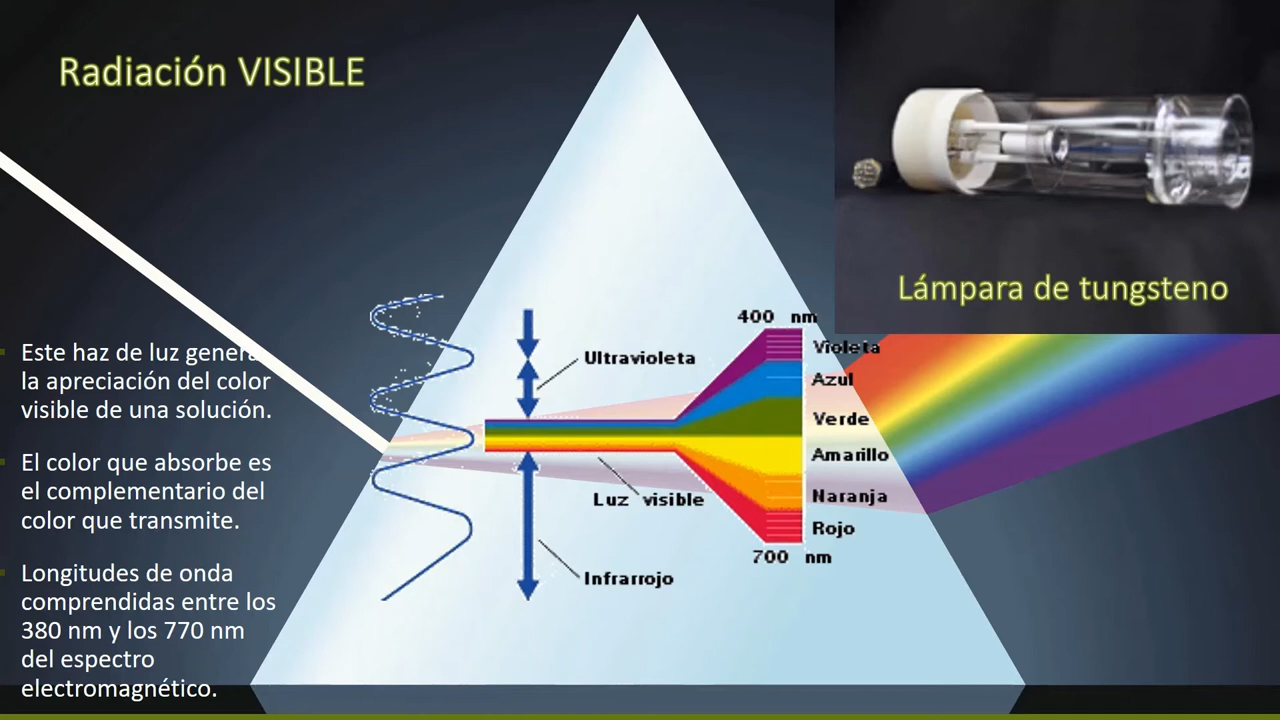 Radiación VISIBLE
Lámpara de tungsteno
Este haz de luz genera
la apreciación del color
visible de una solución.
El color que absorbe es
el complementario del
color que transmite.
Longitudes de onda
comprendidas entre los
380 nm y los 770 nm
del espectro
electromagnético.
Ultravioleta
Luz visible
Infrarrojo
400 nm
Violeta
Azul
Verde
Amarillo
Naranja
Rojo
700 nm